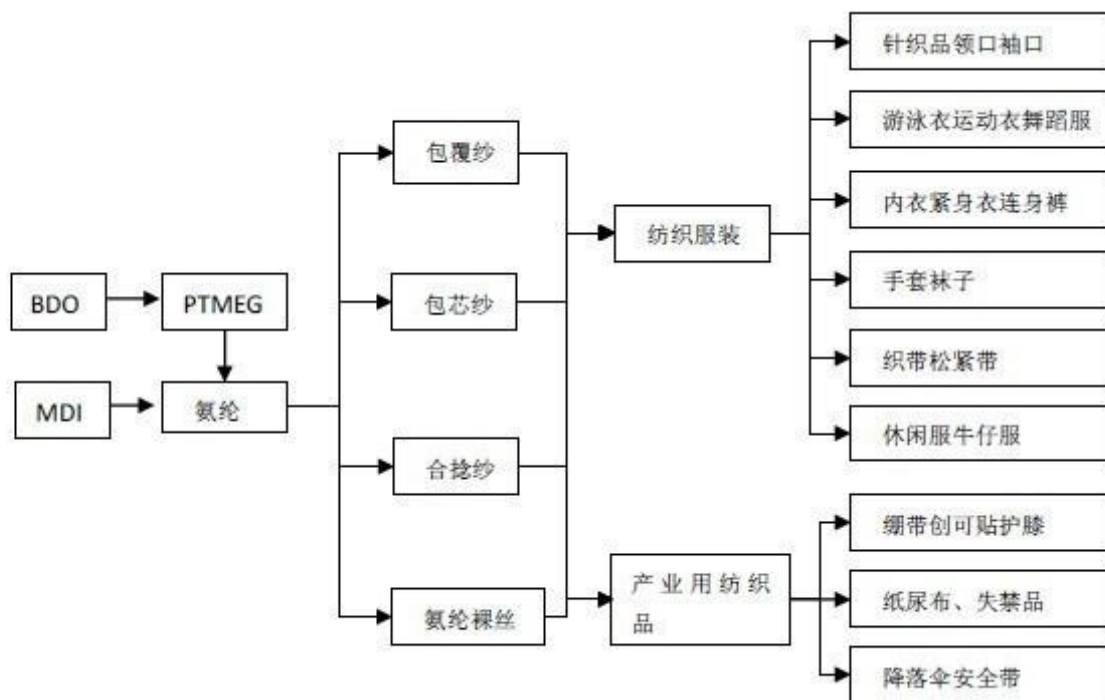 BDO
PTMEG
MDI
氨纶
包覆纱
包芯纱
合捻纱
氨纶裸丝
纺织服装
产业用纺织
品
针织品领口袖口
游泳衣运动衣舞蹈服
内衣紧身衣连身裤
手套袜子
织带松紧带
休闲服牛仔服
绷带创可贴护膝
纸尿布、失禁品
降落伞安全带